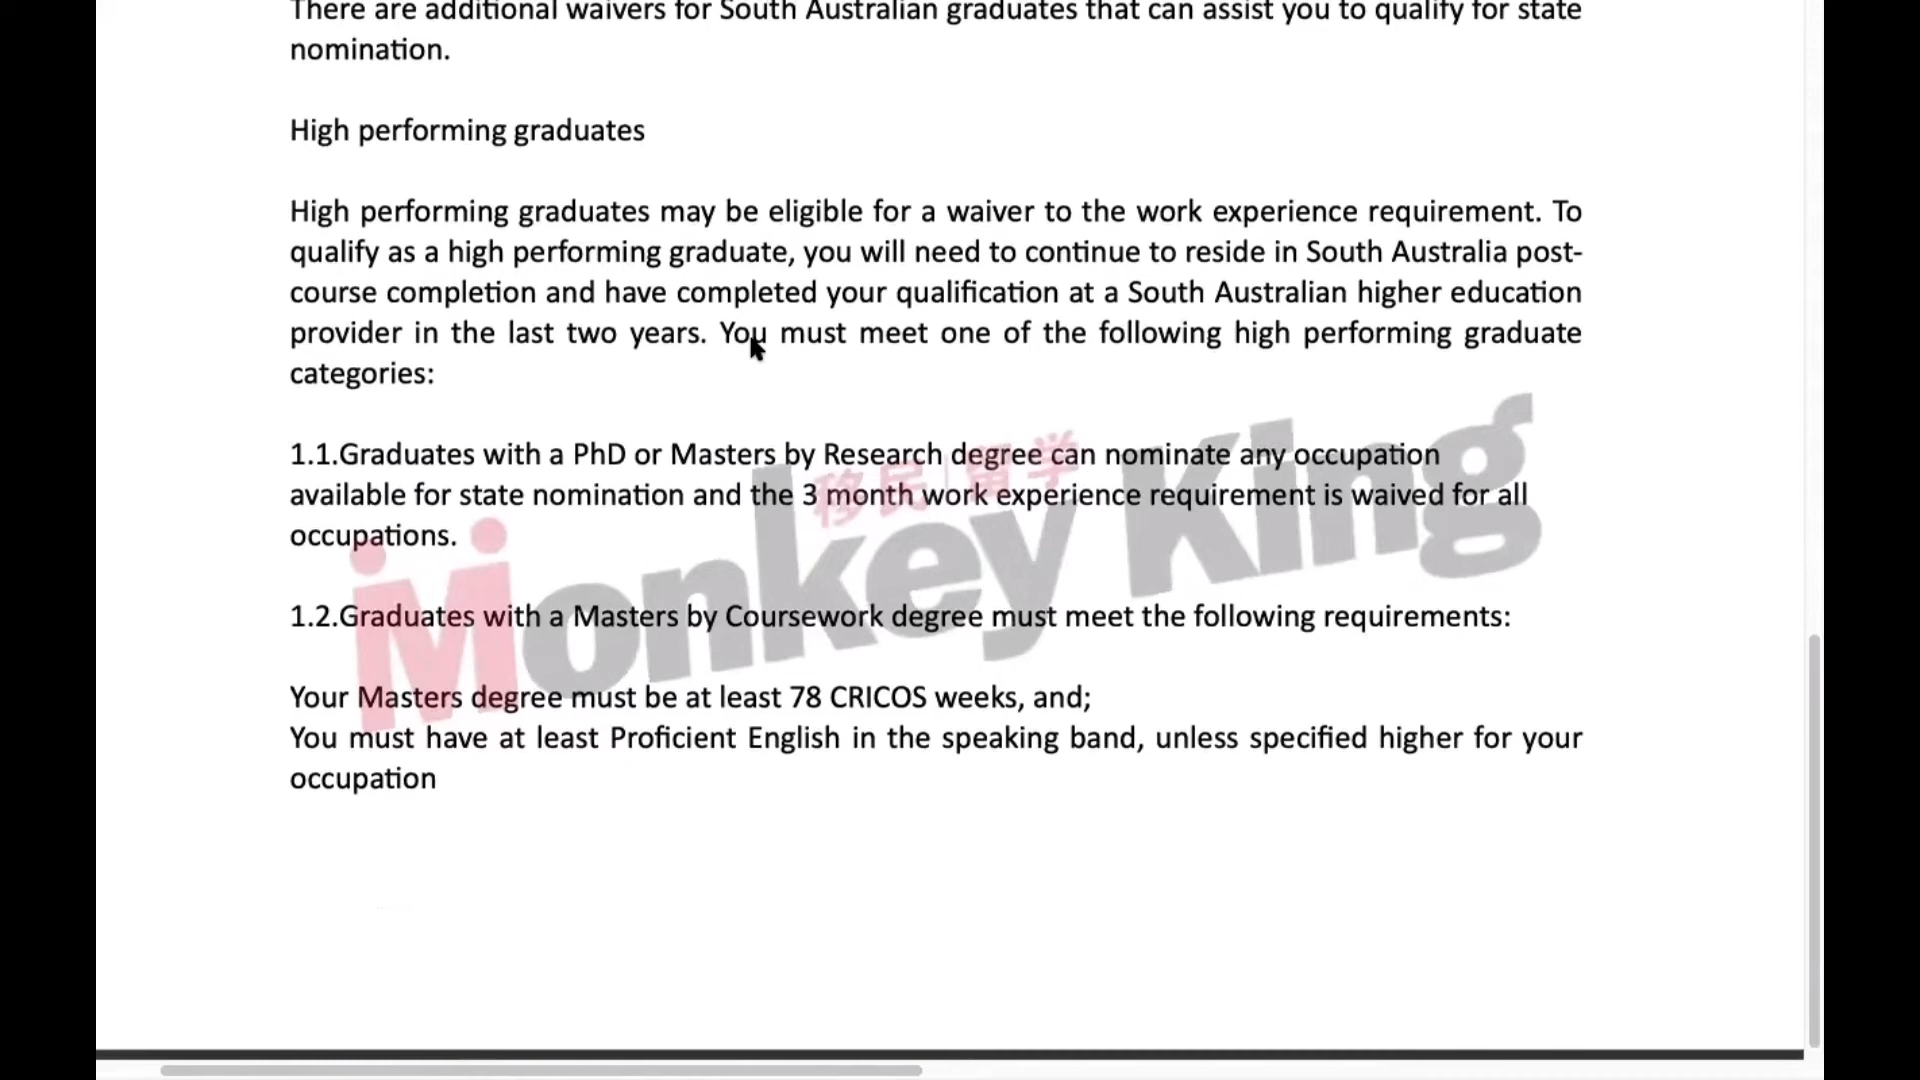 There are additional waivers for South Australian graduates that can assist you to qualify for state
nomination.
High performing graduates
High performing graduates may be eligible for a waiver to the work experience requirement. To
qualify as a high performing graduate, you will need to continue to reside in South Australia post-
course completion and have completed your qualification at a South Australian higher education
provider in the last two years. You must meet one of the following high performing graduate
categories:
1.1.Graduates with a PhD or Masters by Research degree can nominate any occupation
available for state nomination and the 3 month work experience requirement is waived for all
occupations.
移民|留学
Monkey King
1.2.Graduates with a Masters by Coursework degree must meet the following requirements:
Your Masters degree must be at least 78 CRICOS weeks, and;
You must have at least Proficient English in the speaking band, unless specified higher for your
occupation